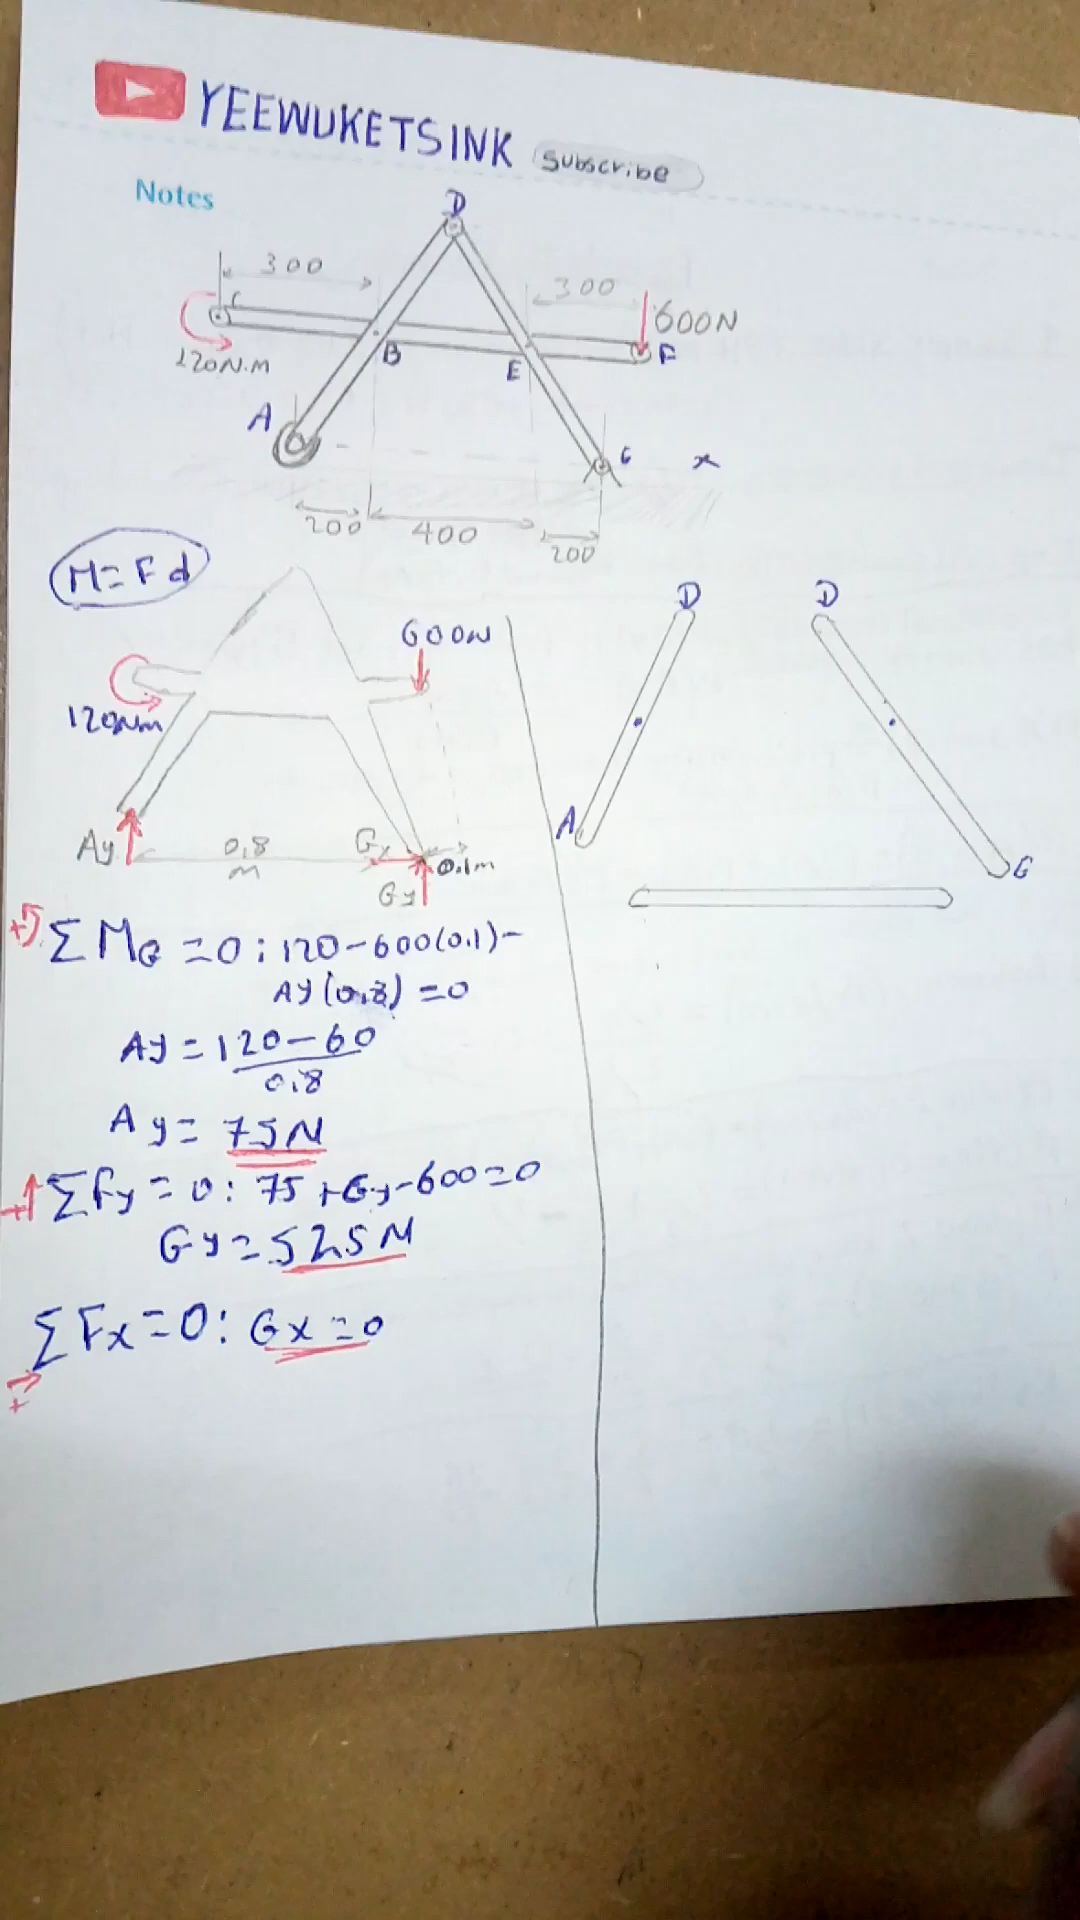 YEEWUKETSINK subscribe
Notes
D
300
300
C
600N
120N.M
B
E
F
A
G
x
200
400
200
M=Fd
D
D
600N
120Nm
A
Ay
0,8
m
Gx
0.1m
Gy
G
+ ΣMG =0: 120-600(0.1)-
Ay(0.8) =0
Ay = 120-60
0.8
Ay= 75N
+ ΣFy =0: 75 +Gy-600=0
Gy=525N
ΣFx=0: Gx=0
+